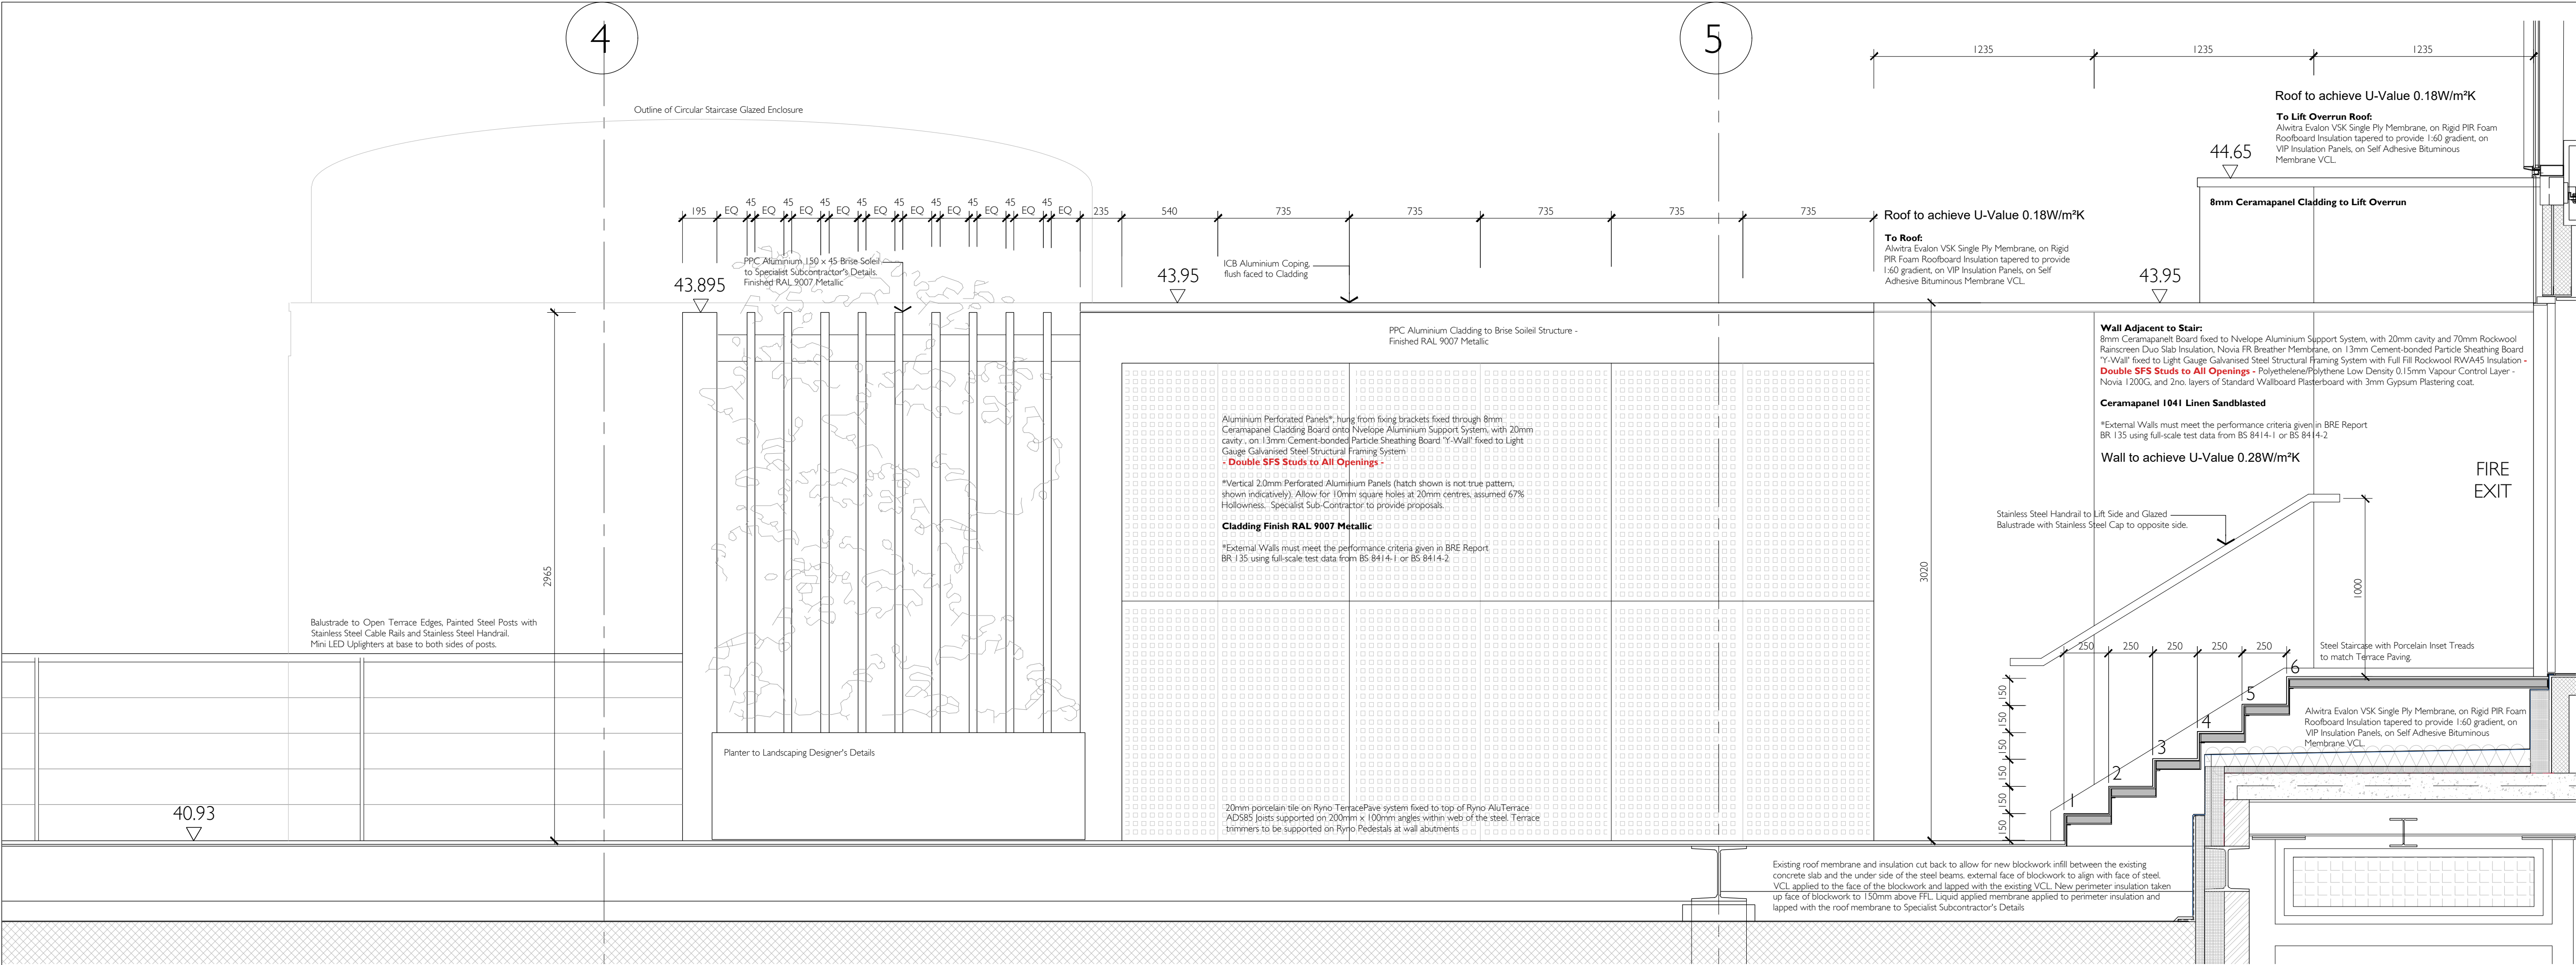 4
5
1235
1235
1235
Outline of Circular Staircase Glazed Enclosure
Roof to achieve U-Value 0.18W/m²K
To Lift Overrun Roof:
Alwitra Evalon VSK Single Ply Membrane, on Rigid PIR Foam
Roofboard Insulation tapered to provide 1:60 gradient, on
VIP Insulation Panels, on Self Adhesive Bituminous
Membrane VCL.
44.65
8mm Ceramapanel Cladding to Lift Overrun
195
EQ
45
EQ
45
EQ
45
EQ
45
EQ
45
EQ
45
EQ
45
EQ
45
EQ
45
EQ
235
540
735
735
735
735
735
Roof to achieve U-Value 0.18W/m²K
To Roof:
Alwitra Evalon VSK Single Ply Membrane, on Rigid
PIR Foam Roofboard Insulation tapered to provide
1:60 gradient, on VIP Insulation Panels, on Self
Adhesive Bituminous Membrane VCL.
PPC Aluminium 150 x 45 Brise Soleil
to Specialist Subcontractor's Details.
Finished RAL 9007 Metallic
ICB Aluminium Coping,
flush faced to Cladding
43.895
43.95
43.95
PPC Aluminium Cladding to Brise Soileil Structure -
Finished RAL 9007 Metallic
Wall Adjacent to Stair:
8mm Ceramapanelt Board fixed to Nvelope Aluminium Support System, with 20mm cavity and 70mm Rockwool
Rainscreen Duo Slab Insulation, Novia FR Breather Membrane, on 13mm Cement-bonded Particle Sheathing Board
'Y-Wall' fixed to Light Gauge Galvanised Steel Structural Framing System with Full Fill Rockwool RWA45 Insulation -
Double SFS Studs to All Openings - Polyethelene/Polythene Low Density 0.15mm Vapour Control Layer -
Novia 1200G, and 2no. layers of Standard Wallboard Plasterboard with 3mm Gypsum Plastering coat.
Ceramapanel 1041 Linen Sandblasted
*External Walls must meet the performance criteria given in BRE Report
BR 135 using full-scale test data from BS 8414-1 or BS 8414-2
Wall to achieve U-Value 0.28W/m²K
FIRE
EXIT
Aluminium Perforated Panels*, hung from fixing brackets fixed through 8mm
Ceramapanel Cladding Board onto Nvelope Aluminium Support System, with 20mm
cavity , on 13mm Cement-bonded Particle Sheathing Board 'Y-Wall' fixed to Light
Gauge Galvanised Steel Structural Framing System
- Double SFS Studs to All Openings -
*Vertical 2.0mm Perforated Aluminium Panels (hatch shown is not true pattern,
shown indicatively). Allow for 10mm square holes at 20mm centres, assumed 67%
Hollowness. Specialist Sub-Contractor to provide proposals.
Cladding Finish RAL 9007 Metallic
*External Walls must meet the performance criteria given in BRE Report
BR 135 using full-scale test data from BS 8414-1 or BS 8414-2
Stainless Steel Handrail to Lift Side and Glazed
Balustrade with Stainless Steel Cap to opposite side.
2965
3020
1000
Balustrade to Open Terrace Edges, Painted Steel Posts with
Stainless Steel Cable Rails and Stainless Steel Handrail.
Mini LED Uplighters at base to both sides of posts.
250
250
250
250
250
Steel Staircase with Porcelain Inset Treads
to match Terrace Paving.
6
5
4
3
2
1
150
150
150
150
150
150
Alwitra Evalon VSK Single Ply Membrane, on Rigid PIR Foam
Roofboard Insulation tapered to provide 1:60 gradient, on
VIP Insulation Panels, on Self Adhesive Bituminous
Membrane VCL.
Planter to Landscaping Designer's Details
40.93
20mm porcelain tile on Ryno TerracePave system fixed to top of Ryno AluTerrace
ADS85 Joists supported on 200mm x 100mm angles within web of the steel. Terrace
trimmers to be supported on Ryno Pedestals at wall abutments
Existing roof membrane and insulation cut back to allow for new blockwork infill between the existing
concrete slab and the under side of the steel beams. external face of blockwork to align with face of steel.
VCL applied to the face of the blockwork and lapped with the existing VCL. New perimeter insulation taken
up face of blockwork to 150mm above FFL. Liquid applied membrane applied to perimeter insulation and
lapped with the roof membrane to Specialist Subcontractor's Details